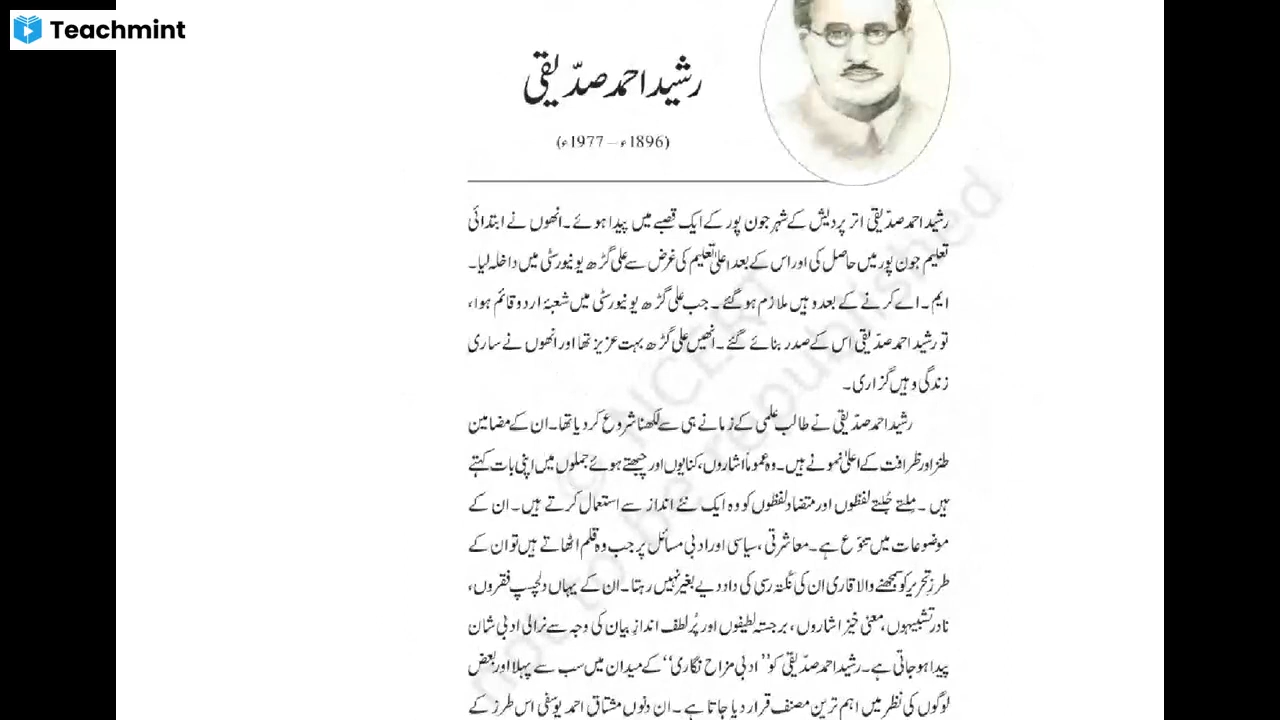 Teachmint
رشید احمد صدّیقی
(1896ء – 1977ء)
رشید احمد صدّیقی اتر پردیش کے شہر جون پور کے ایک قصبے میں پیدا ہوئے۔ انھوں نے ابتدائی
تعلیم جون پور میں حاصل کی اور اس کے بعد اعلیٰ تعلیم کی غرض سے علی گڑھ یونیورسٹی میں داخلہ لیا۔
ایم۔اے کرنے کے بعد وہیں ملازم ہوگئے۔ جب علی گڑھ یونیورسٹی میں شعبۂ اردو قائم ہوا،
تو رشید احمد صدّیقی اس کے صدر بنائے گئے۔ انھیں علی گڑھ بہت عزیز تھا اور انھوں نے ساری
زندگی وہیں گزاری۔
رشید احمد صدّیقی نے طالب علمی کے زمانے ہی سے لکھنا شروع کر دیا تھا۔ ان کے مضامین
طنز اور ظرافت کے اعلیٰ نمونے ہیں۔ وہ عموماً اشاروں، کنایوں اور چبھتے ہوئے جملوں میں اپنی بات کہتے
ہیں۔ مِلتے جُلتے لفظوں اور متضاد لفظوں کو وہ ایک نئے انداز سے استعمال کرتے ہیں۔ ان کے
موضوعات میں تنوّع ہے۔ معاشرتی، سیاسی اور ادبی مسائل پر جب وہ قلم اٹھاتے ہیں تو ان کے
طرزِ تحریر کو سمجھنے والا قاری ان کی نکتہ رسی کی داد دیے بغیر نہیں رہتا۔ ان کے یہاں دلچسپ فقروں،
نادر تشبیہوں، معنی خیز اشاروں، برجستہ لطیفوں اور پُر لطف اندازِ بیان کی وجہ سے نرالی ادبی شان
پیدا ہو جاتی ہے۔ رشید احمد صدّیقی کو ”ادبی مزاح نگاری“ کے میدان میں سب سے پہلا اور بعض
لوگوں کی نظر میں اہم ترین مصنف قرار دیا جاتا ہے۔ ان دنوں مشتاق احمد یوسفی اس طرز کے
© NCERT
not to be republished